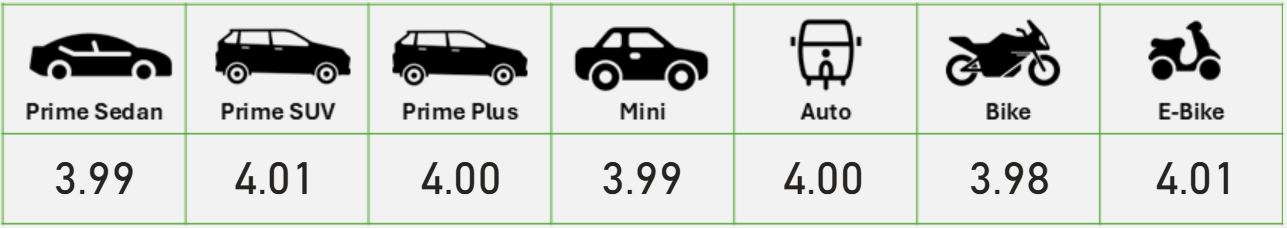 Prime Sedan Prime SUV Prime Plus Mini Auto Bike E-Bike
3.99 4.01 4.00 3.99 4.00 3.98 4.01